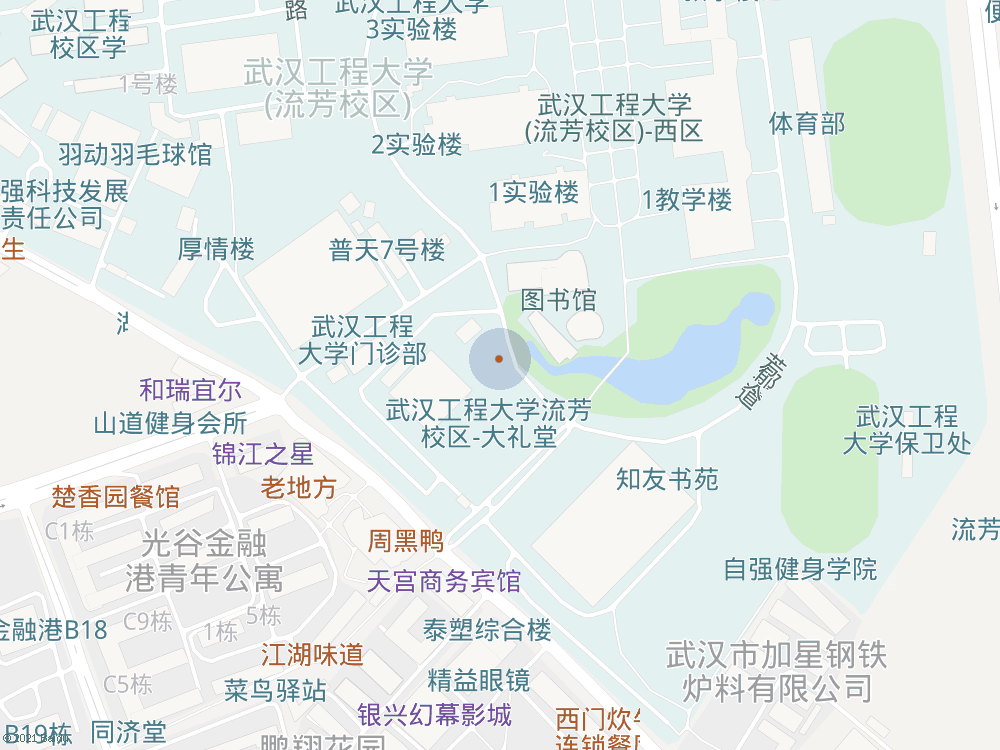 路
武汉工程大学
3实验楼
武汉工程
校区学
1号楼
武汉工程大学
(流芳校区)
武汉工程大学
(流芳校区)-西区
体育部
2实验楼
羽动羽毛球馆
强科技发展
责任公司
1实验楼
1教学楼
生
厚情楼
普天7号楼
图书馆
武汉工程
大学门诊部
和瑞宜尔
山道健身会所
武汉工程大学流芳
校区-大礼堂
武汉工程
大学保卫处
锦江之星
老地方
知友书苑
楚香园餐馆
C1栋
光谷金融
港青年公寓
周黑鸭
流芳
天宫商务宾馆
自强健身学院
金融港B18
C9栋
5栋
1栋
泰塑综合楼
江湖味道
武汉市加星钢铁
炉料有限公司
C5栋
菜鸟驿站
精益眼镜
银兴幻幕影城
B19栋
同济堂
鹏翔花园
西门炊
连锁餐